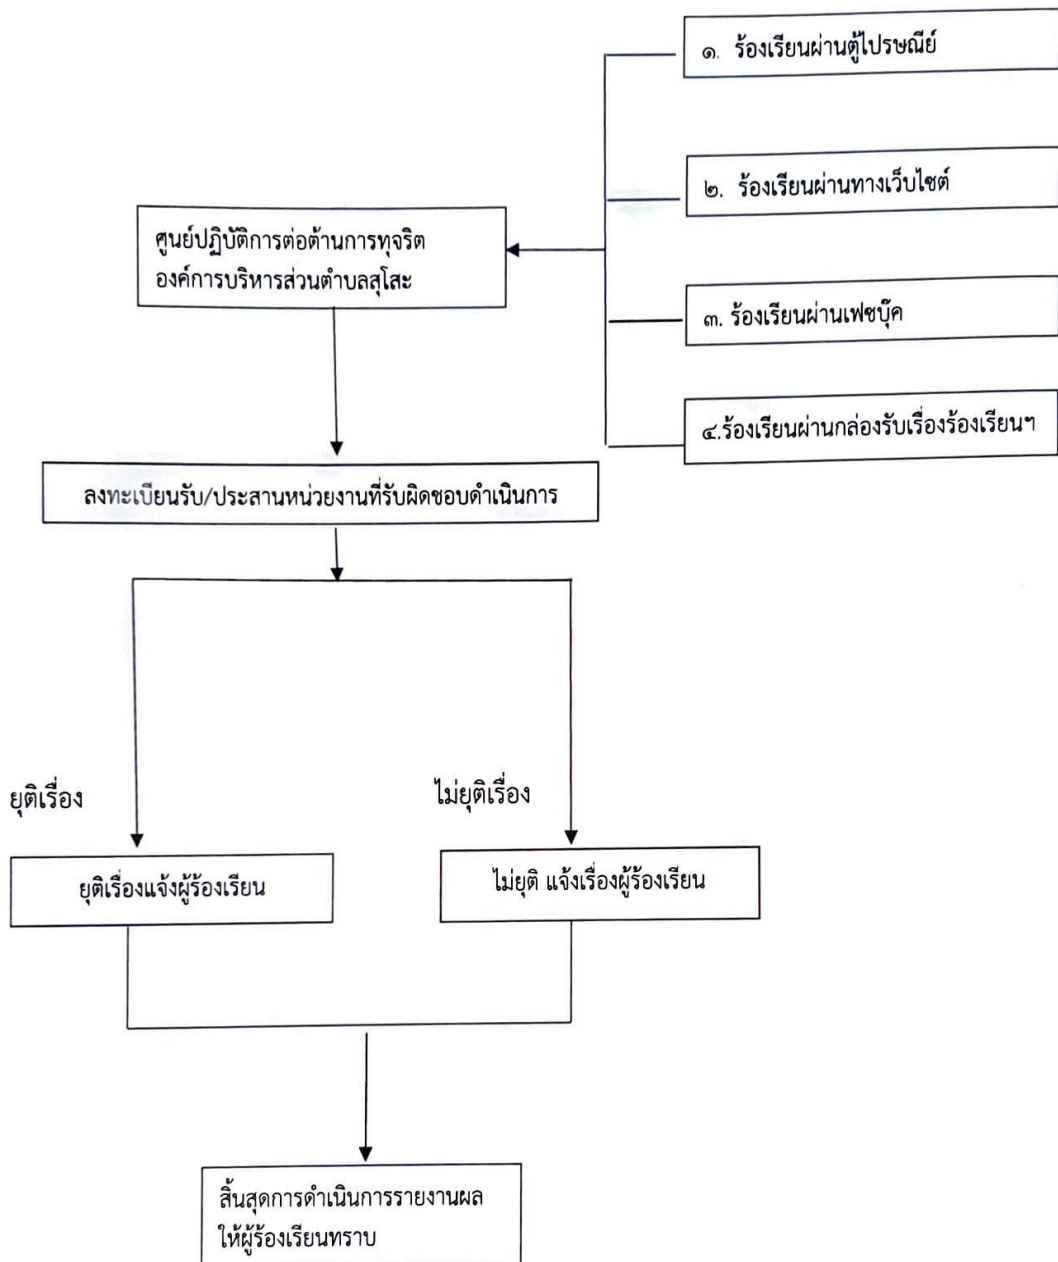 ๑. ร้องเรียนผ่านตู้ไปรษณีย์
๒. ร้องเรียนผ่านทางเว็บไซต์
ศูนย์ปฏิบัติการต่อต้านการทุจริต
องค์การบริหารส่วนตำบลสุโสะ
๓. ร้องเรียนผ่านเฟซบุ๊ค
๔.ร้องเรียนผ่านกล่องรับเรื่องร้องเรียนฯ
ลงทะเบียนรับ/ประสานหน่วยงานที่รับผิดชอบดำเนินการ
ยุติเรื่อง
ไม่ยุติเรื่อง
ยุติเรื่องแจ้งผู้ร้องเรียน
ไม่ยุติ แจ้งเรื่องผู้ร้องเรียน
สิ้นสุดการดำเนินการรายงานผล
ให้ผู้ร้องเรียนทราบ